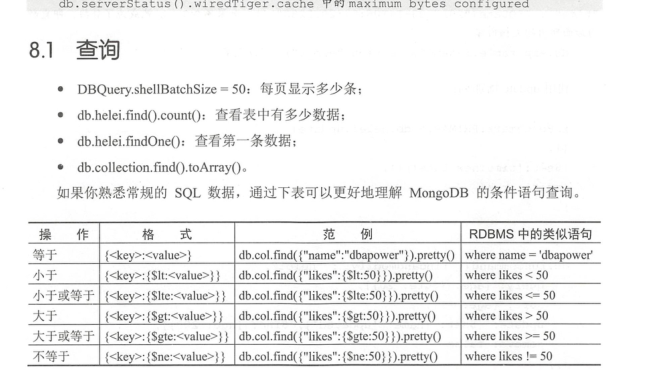 db.serverStatus().wiredTiger.cache 中的 maximum bytes configured
8.1 查询
• DBQuery.shellBatchSize = 50：每页显示多少条；
• db.helei.find().count()：查看表中有多少数据；
• db.helei.findOne()：查看第一条数据；
• db.collection.find().toArray()。
如果你熟悉常规的 SQL 数据，通过下表可以更好地理解 MongoDB 的条件语句查询。
操 作 格 式 范 例 RDBMS 中的类似语句
等于 {<key>:<value>} db.col.find({"name":"dbapower"}).pretty() where name = 'dbapower'
小于 {<key>:{$lt:<value>}} db.col.find({"likes":{$lt:50}}).pretty() where likes < 50
小于或等于 {<key>:{$lte:<value>}} db.col.find({"likes":{$lte:50}}).pretty() where likes <= 50
大于 {<key>:{$gt:<value>}} db.col.find({"likes":{$gt:50}}).pretty() where likes > 50
大于或等于 {<key>:{$gte:<value>}} db.col.find({"likes":{$gte:50}}).pretty() where likes >= 50
不等于 {<key>:{$ne:<value>}} db.col.find({"likes":{$ne:50}}).pretty() where likes != 50